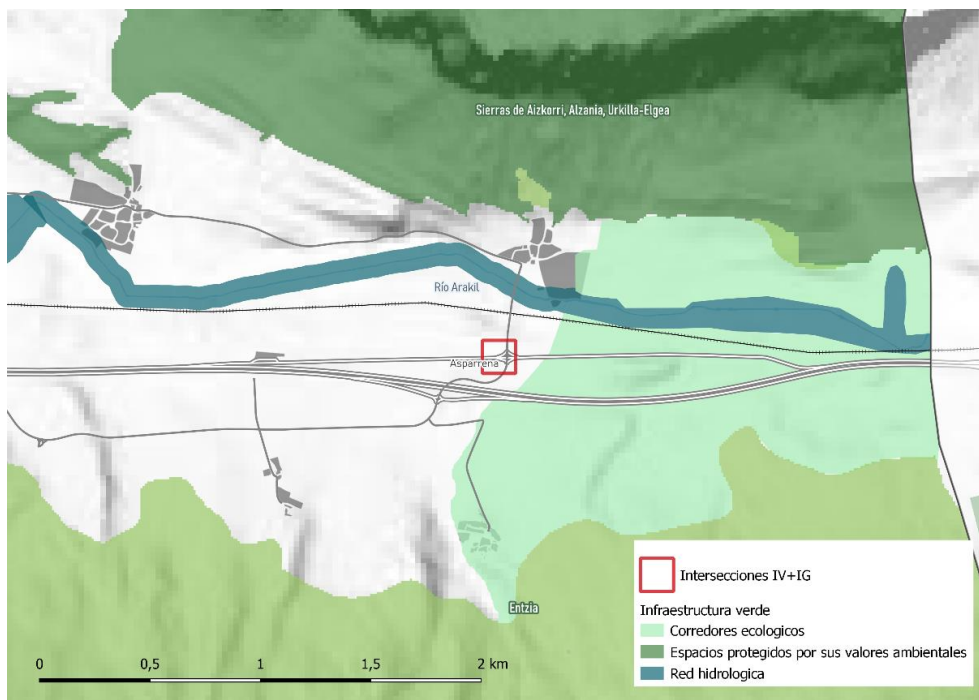 Sierras de Aizkorri, Alzania, Urkilla-Elgea
Río Arakil
Asparrena
Entzia
Intersecciones IV+IG
Infraestructura verde
Corredores ecologicos
Espacios protegidos por sus valores ambientales
Red hidrologica
0 0,5 1 1,5 2 km